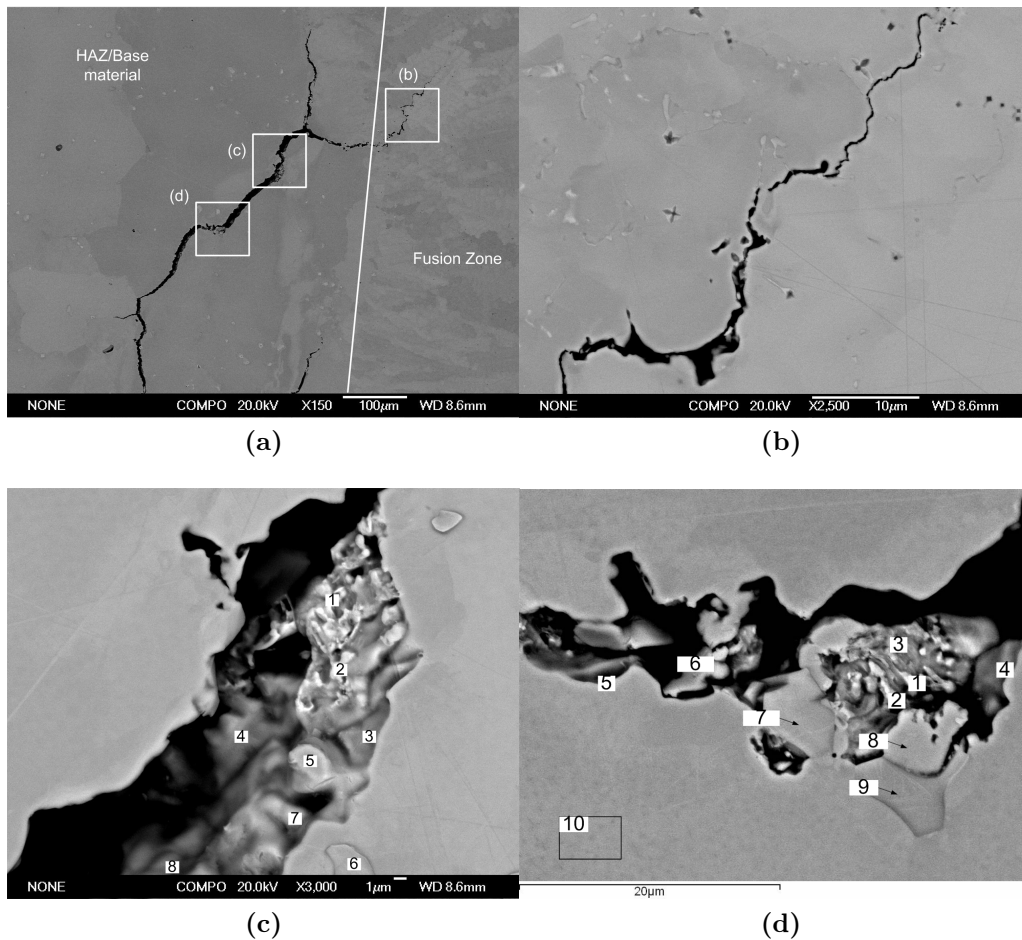 HAZ/Base
material
(b)
(c)
(d)
Fusion Zone
NONE COMPO 20.0kV X150 100µm WD 8.6mm
NONE COMPO 20.0kV X2,500 10µm WD 8.6mm
(a)
(b)
1
2
4
3
5
7
6
8
NONE COMPO 20.0kV X3,000 1µm WD 8.6mm
3
6
4
5
1
2
7
8
9
10
20µm
(c)
(d)